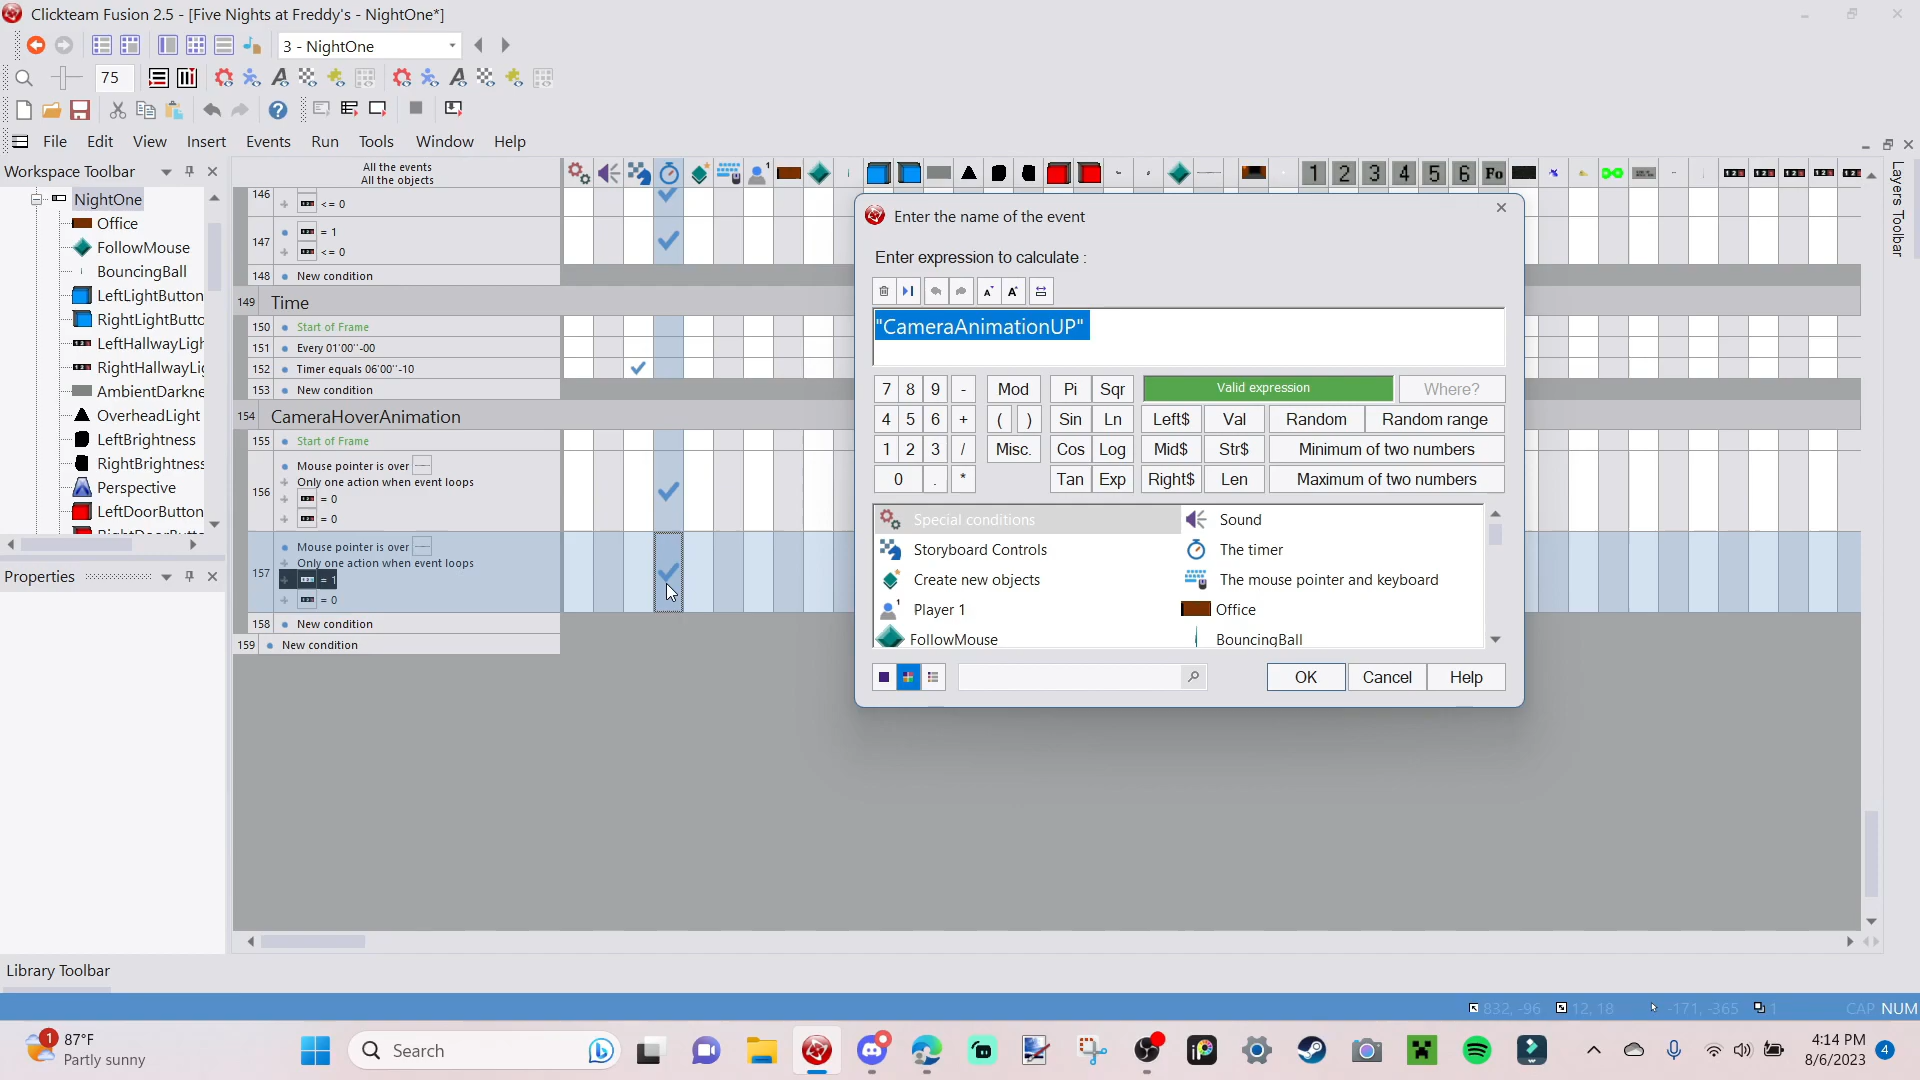 Clickteam Fusion 2.5 - [Five Nights at Freddy's - NightOne*]
3 - NightOne
75
File Edit View Insert Events Run Tools Window Help
Workspace Toolbar
NightOne
Office
FollowMouse
BouncingBall
LeftLightButton
RightLightButto
LeftHallwayLigh
RightHallwayLi
AmbientDarkne
OverheadLight
LeftBrightness
RightBrightness
Perspective
LeftDoorButton
Properties
Library Toolbar
Layers Toolbar
All the events
All the objects
1 2 3 4 5 6 Fo
146
<= 0
147
= 1
<= 0
148 New condition
149 Time
150 Start of Frame
151 Every 01'00"-00
152 Timer equals 06'00"-10
153 New condition
154 CameraHoverAnimation
155 Start of Frame
156
Mouse pointer is over
Only one action when event loops
= 0
= 0
157
Mouse pointer is over
Only one action when event loops
= 1
= 0
158 New condition
159 New condition
Enter the name of the event
Enter expression to calculate :
"CameraAnimationUP"
7 8 9 - Mod Pi Sqr Valid expression Where?
4 5 6 + ( ) Sin Ln Left$ Val Random Random range
1 2 3 / Misc. Cos Log Mid$ Str$ Minimum of two numbers
0 . * Tan Exp Right$ Len Maximum of two numbers
Special conditions Sound
Storyboard Controls The timer
Create new objects The mouse pointer and keyboard
Player 1 Office
FollowMouse BouncingBall
OK Cancel Help
832, -96 12, 18 -171, -365 1 CAP NUM
1 87°F
Partly sunny
Search
4:14 PM
8/6/2023
4